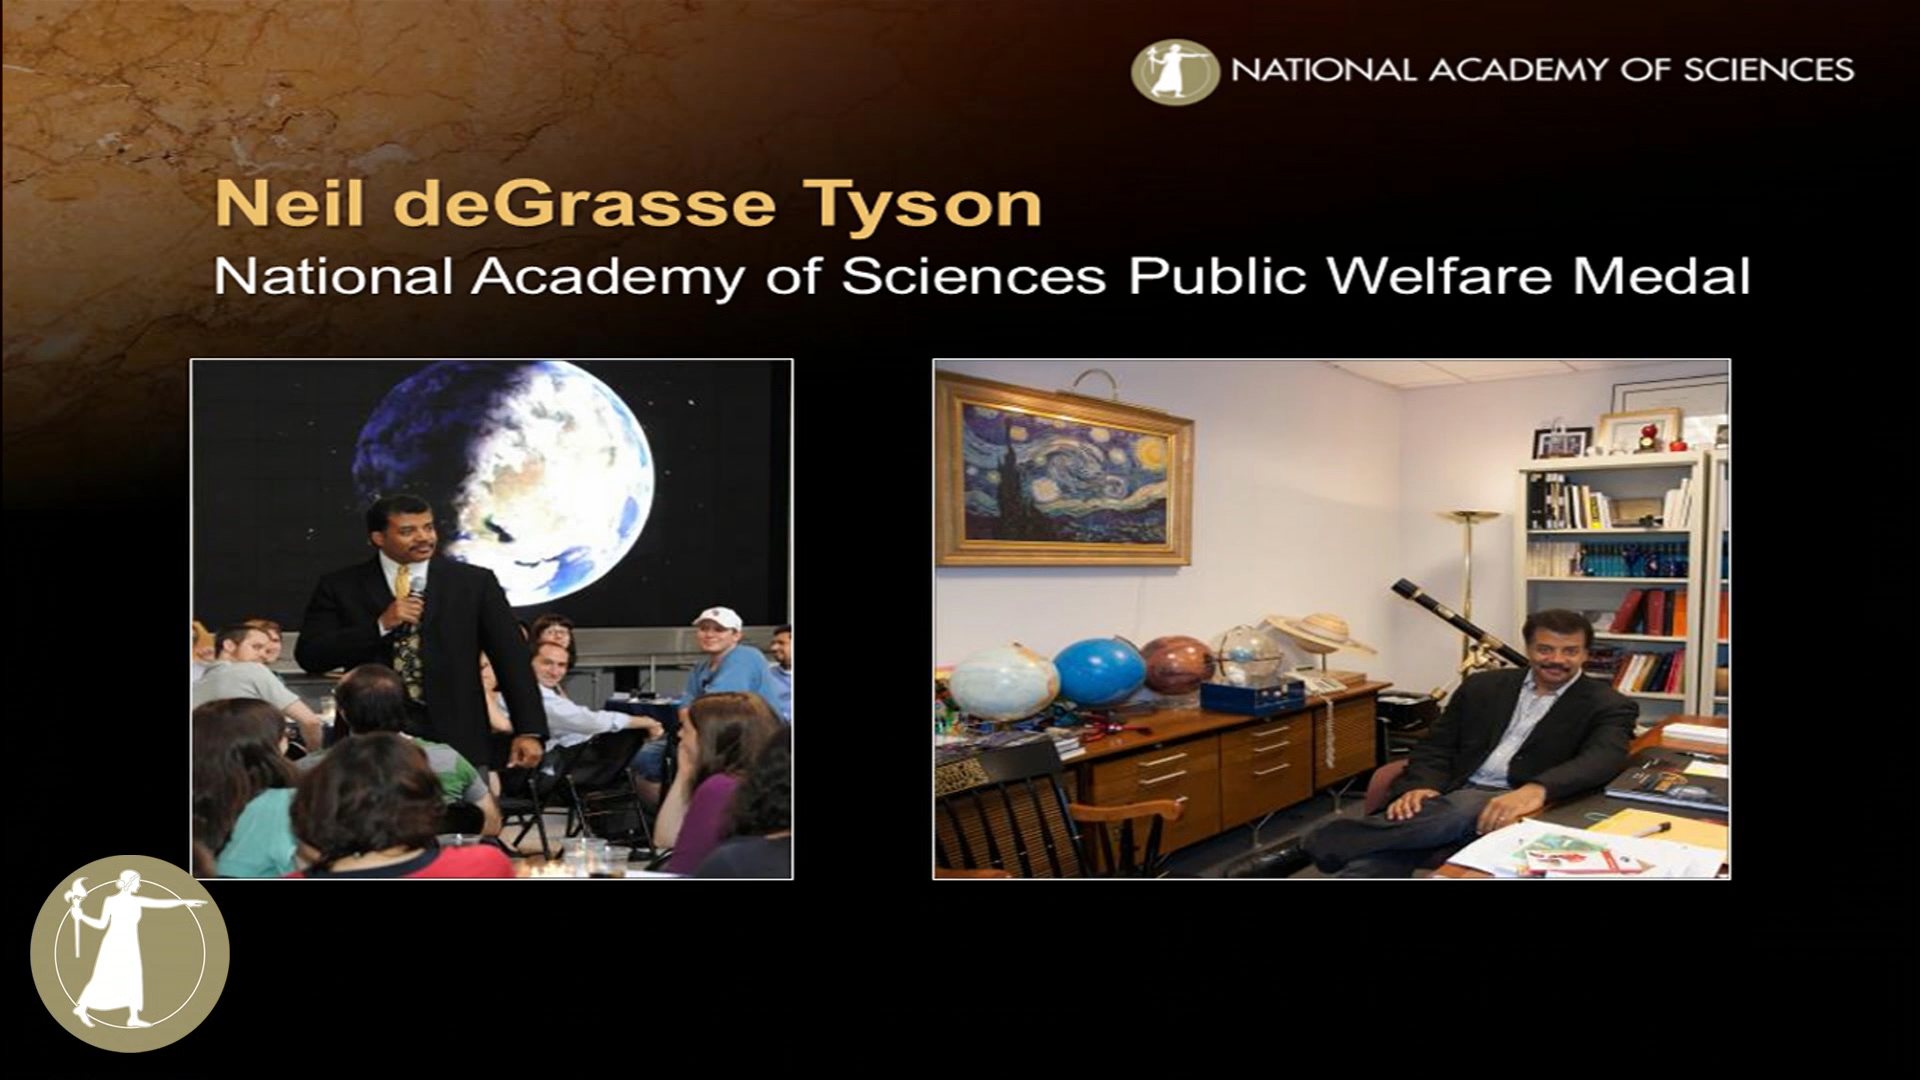 NATIONAL ACADEMY OF SCIENCES
Neil deGrasse Tyson
National Academy of Sciences Public Welfare Medal